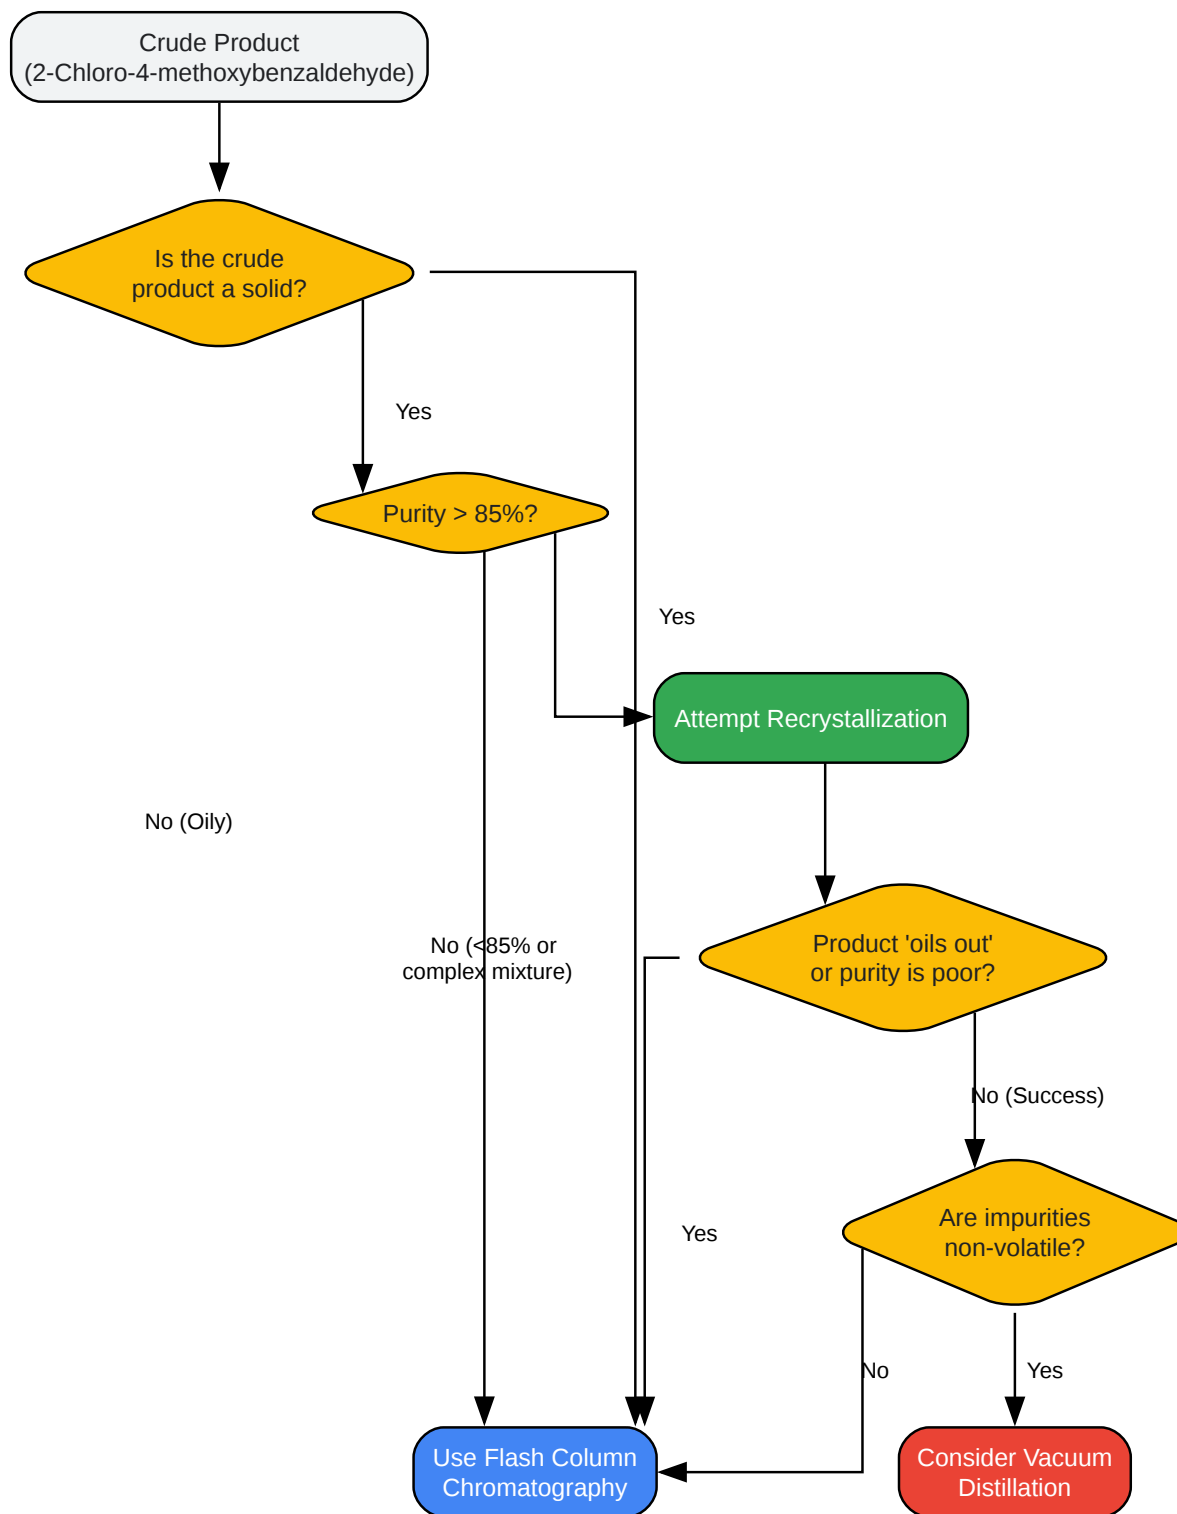 Crude Product
(2-Chloro-4-methoxybenzaldehyde)
Is the crude
product a solid?
Yes
Purity > 85%?
Yes
Attempt Recrystallization
No (Oily)
No (<85% or
complex mixture)
Product 'oils out'
or purity is poor?
No (Success)
Yes
Are impurities
non-volatile?
No
Yes
Use Flash Column
Chromatography
Consider Vacuum
Distillation